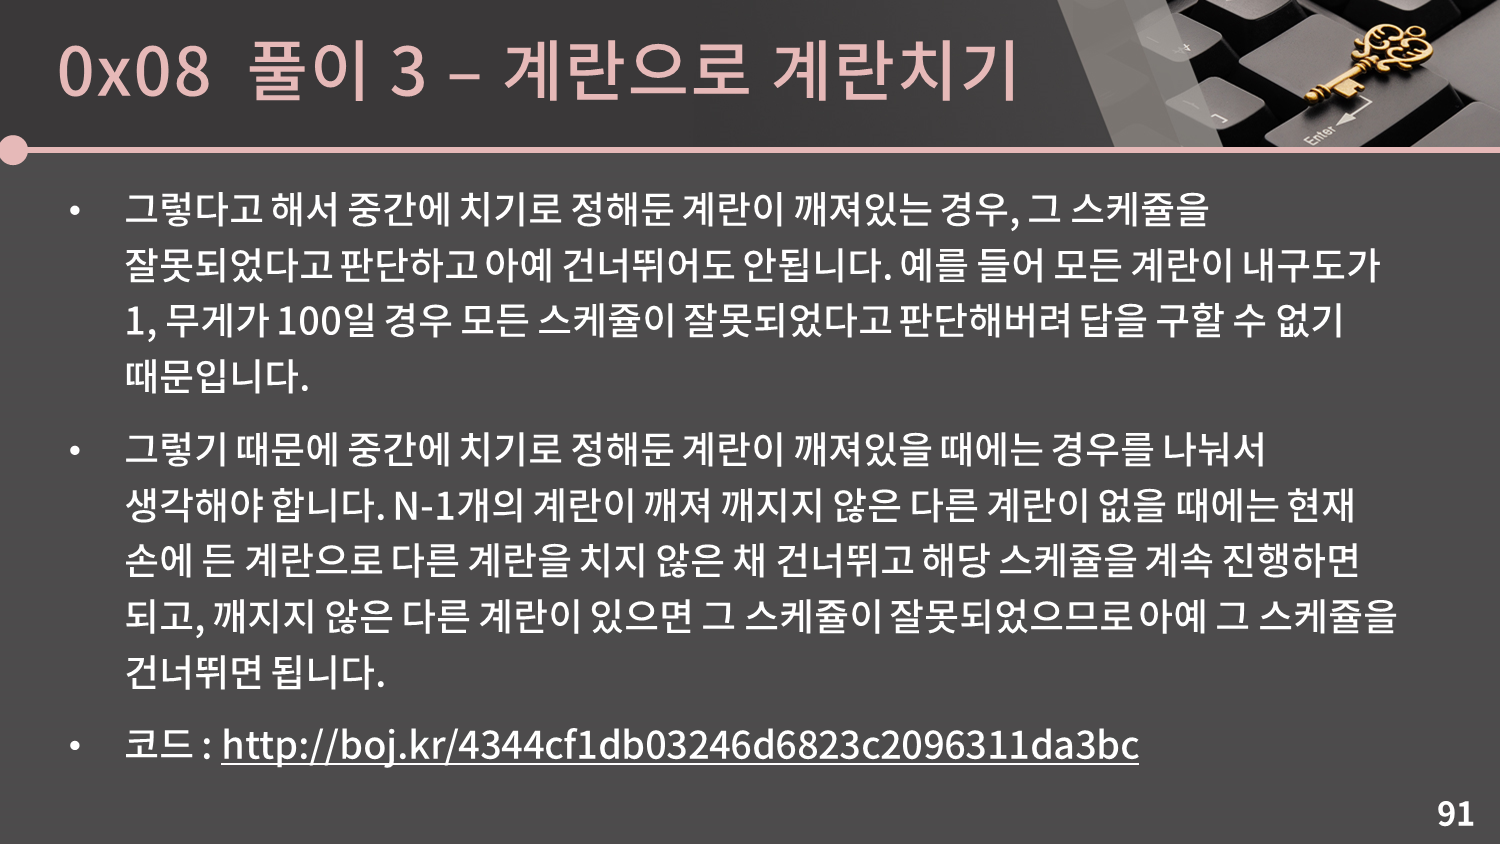 0x08 풀이 3 – 계란으로 계란치기
• 그렇다고 해서 중간에 치기로 정해둔 계란이 깨져있는 경우, 그 스케쥴을
잘못되었다고 판단하고 아예 건너뛰어도 안됩니다. 예를 들어 모든 계란이 내구도가
1, 무게가 100일 경우 모든 스케쥴이 잘못되었다고 판단해버려 답을 구할 수 없기
때문입니다.
• 그렇기 때문에 중간에 치기로 정해둔 계란이 깨져있을 때에는 경우를 나눠서
생각해야 합니다. N-1개의 계란이 깨져 깨지지 않은 다른 계란이 없을 때에는 현재
손에 든 계란으로 다른 계란을 치지 않은 채 건너뛰고 해당 스케쥴을 계속 진행하면
되고, 깨지지 않은 다른 계란이 있으면 그 스케쥴이 잘못되었으므로 아예 그 스케쥴을
건너뛰면 됩니다.
• 코드 : http://boj.kr/4344cf1db03246d6823c2096311da3bc
Enter
91